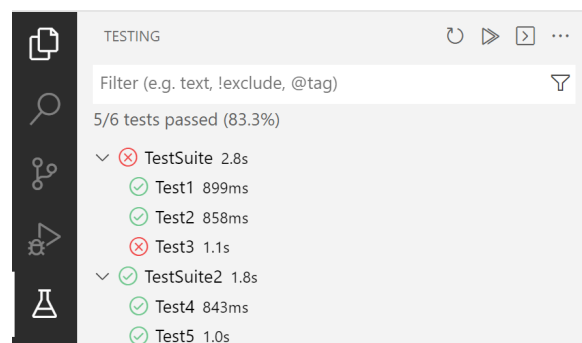 TESTING
Filter (e.g. text, !exclude, @tag)
5/6 tests passed (83.3%)
TestSuite 2.8s
Test1 899ms
Test2 858ms
Test3 1.1s
TestSuite2 1.8s
Test4 843ms
Test5 1.0s